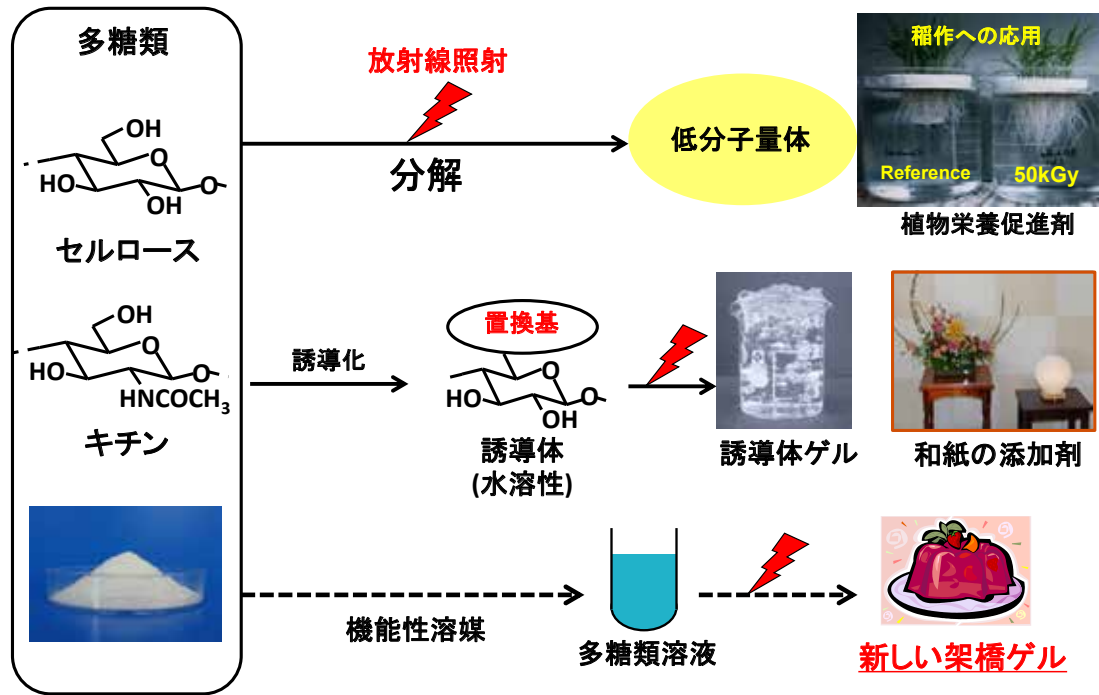 多糖類
OH
O
HO
OH
O
セルロース
OH
O
HO
HNCOCH3
O
キチン
放射線照射
分解
低分子量体
稲作への応用
Reference
50kGy
植物栄養促進剤
誘導化
置換基
O
HO
OH
O
誘導体
(水溶性)
誘導体ゲル
和紙の添加剤
機能性溶媒
多糖類溶液
新しい架橋ゲル